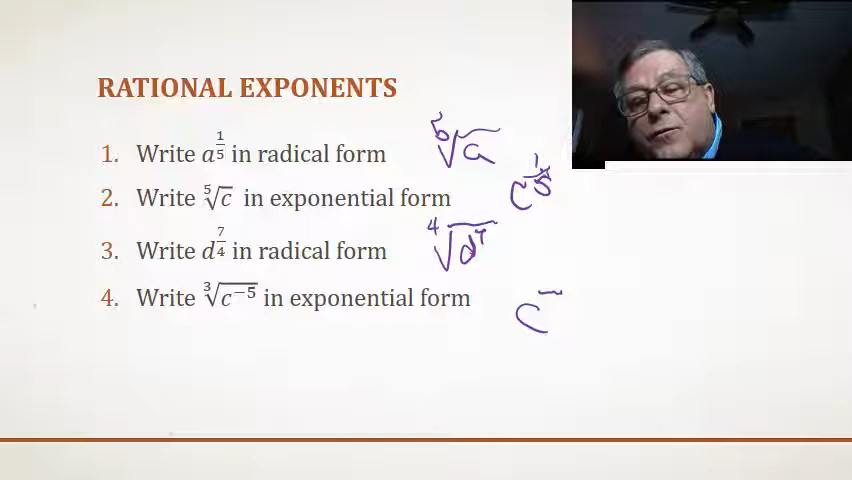 RATIONAL EXPONENTS
1. Write a^{1/5} in radical form ⁵√a
2. Write ⁵√c in exponential form c^{1/5}
3. Write d^{7/4} in radical form ⁴√d⁷
4. Write ³√c⁻⁵ in exponential form c⁻